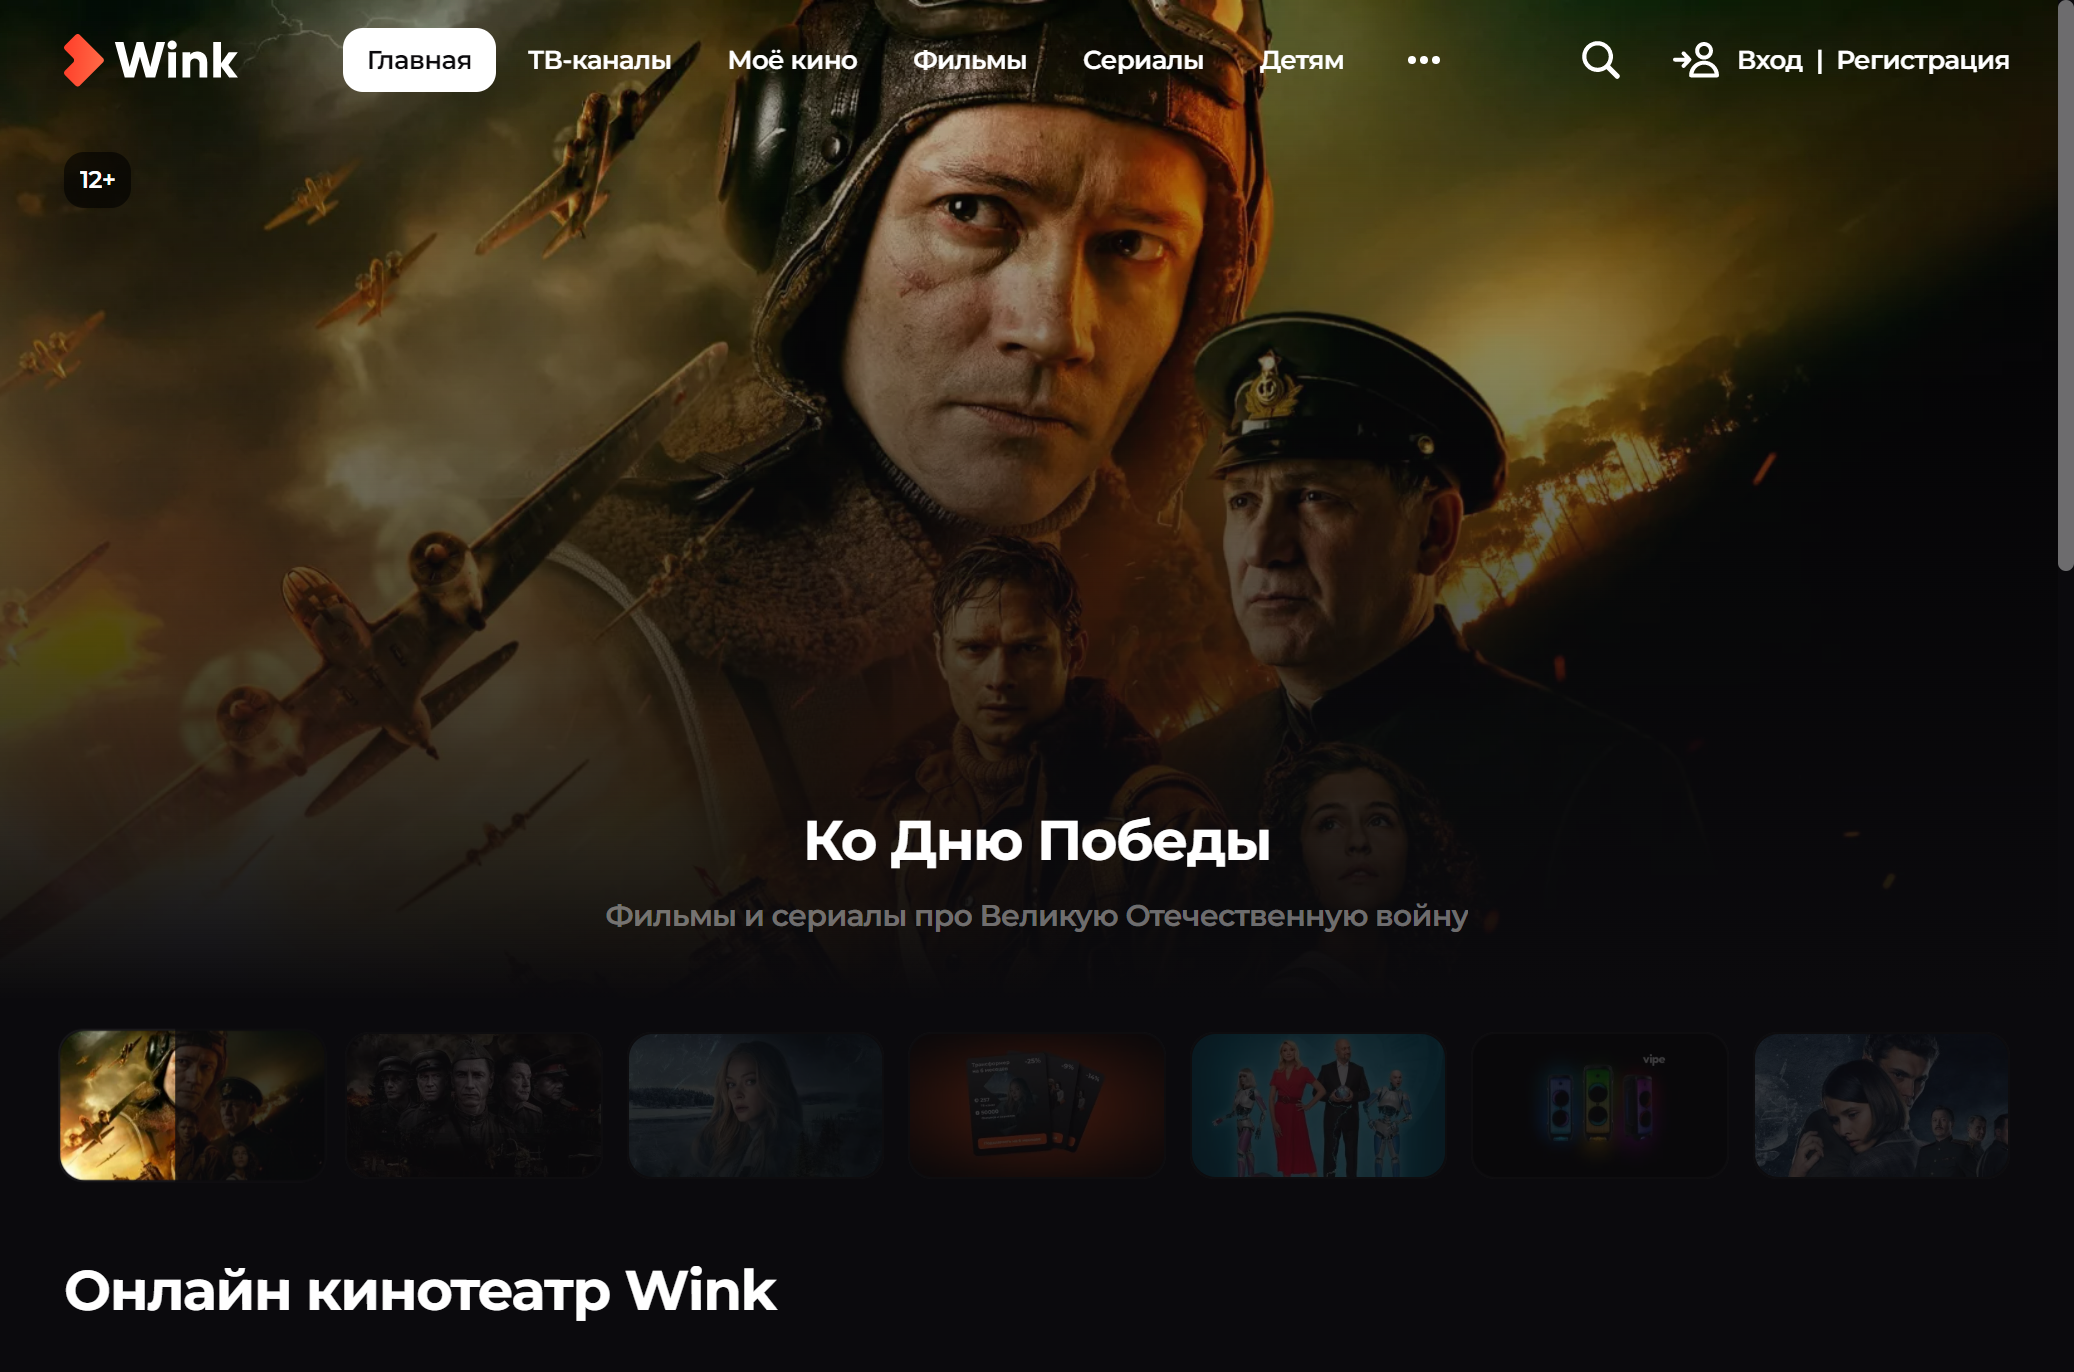 Wink
Главная
ТВ-каналы
Моё кино
Фильмы
Сериалы
Детям
Вход | Регистрация
12+
Ко Дню Победы
Фильмы и сериалы про Великую Отечественную войну
vipe
Онлайн кинотеатр Wink